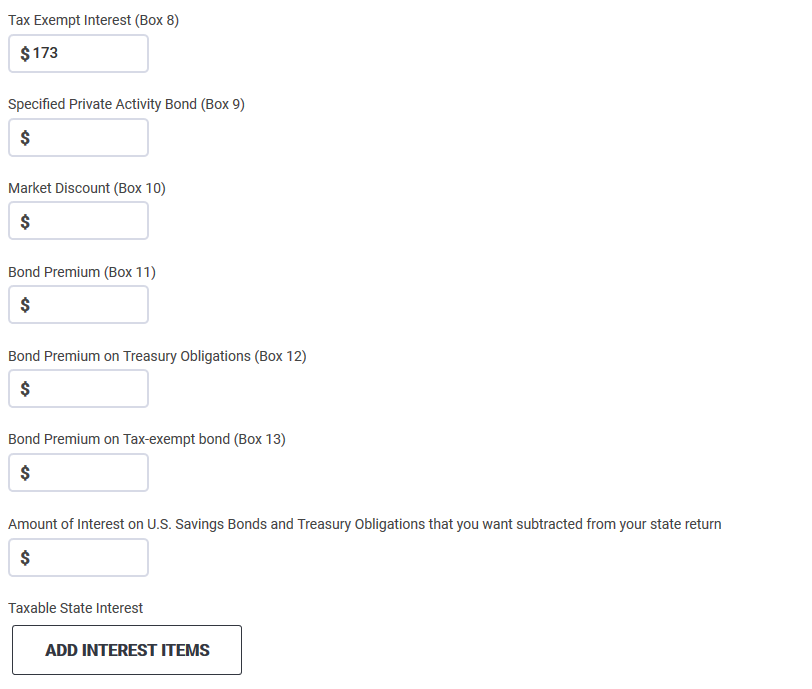 Tax Exempt Interest (Box 8)
$ 173
Specified Private Activity Bond (Box 9)
$
Market Discount (Box 10)
$
Bond Premium (Box 11)
$
Bond Premium on Treasury Obligations (Box 12)
$
Bond Premium on Tax-exempt bond (Box 13)
$
Amount of Interest on U.S. Savings Bonds and Treasury Obligations that you want subtracted from your state return
$
Taxable State Interest
ADD INTEREST ITEMS